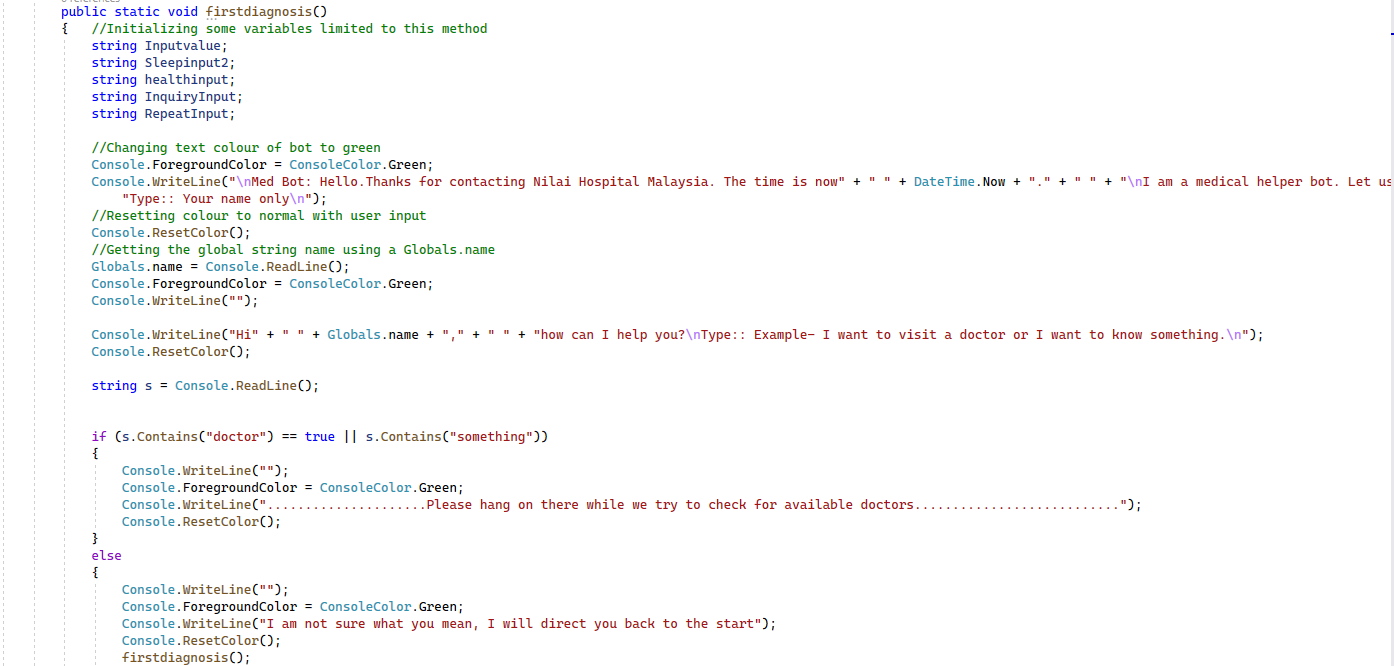 public static void firstdiagnosis()
{ //Initializing some variables limited to this method
string Inputvalue;
string Sleepinput2;
string healthinput;
string InquiryInput;
string RepeatInput;
//Changing text colour of bot to green
Console.ForegroundColor = ConsoleColor.Green;
Console.WriteLine("\nMed Bot: Hello.Thanks for contacting Nilai Hospital Malaysia. The time is now" + " " + DateTime.Now + "." + " " + "\nI am a medical helper bot. Let us
"Type:: Your name only\n");
//Resetting colour to normal with user input
Console.ResetColor();
//Getting the global string name using a Globals.name
Globals.name = Console.ReadLine();
Console.ForegroundColor = ConsoleColor.Green;
Console.WriteLine("");
Console.WriteLine("Hi" + " " + Globals.name + "," + " " + "how can I help you?\nType:: Example- I want to visit a doctor or I want to know something.\n");
Console.ResetColor();
string s = Console.ReadLine();
if (s.Contains("doctor") == true || s.Contains("something"))
{
Console.WriteLine("");
Console.ForegroundColor = ConsoleColor.Green;
Console.WriteLine(".....................Please hang on there while we try to check for available doctors...........................");
Console.ResetColor();
}
else
{
Console.WriteLine("");
Console.ForegroundColor = ConsoleColor.Green;
Console.WriteLine("I am not sure what you mean, I will direct you back to the start");
Console.ResetColor();
firstdiagnosis();